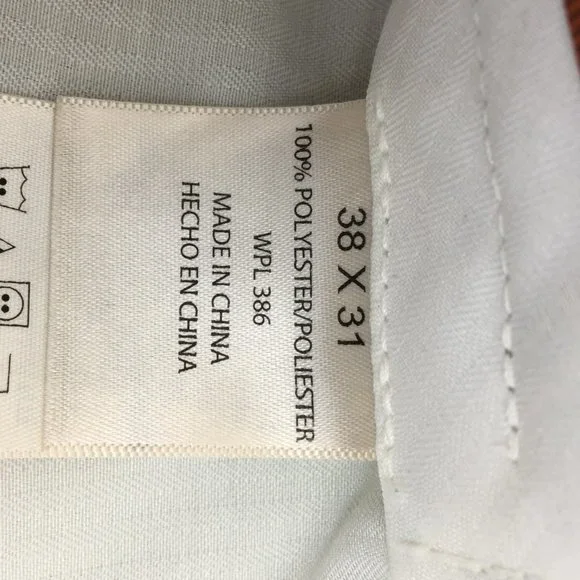 38 X 31
100% POLYESTER/POLIESTER
WPL 386
MADE IN CHINA
HECHO EN CHINA